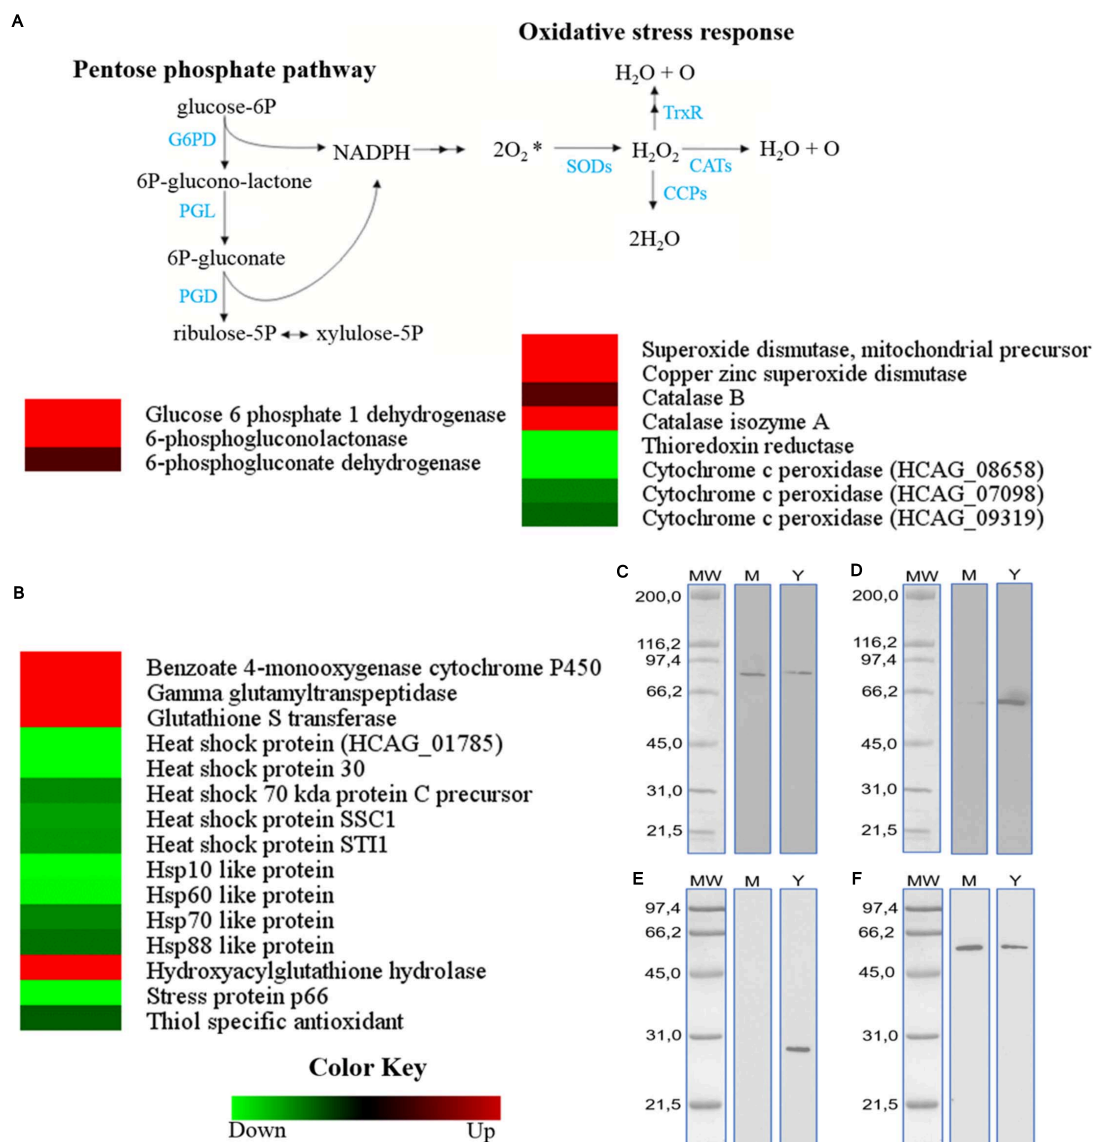 A
Oxidative stress response
Pentose phosphate pathway
H2O + O
glucose-6P
TrxR
G6PD
NADPH
2O2 *
H2O2
H2O + O
SODs
CATs
6P-glucono-lactone
CCPs
PGL
2H2O
6P-gluconate
PGD
ribulose-5P
xylulose-5P
Superoxide dismutase, mitochondrial precursor
Copper zinc superoxide dismutase
Catalase B
Catalase isozyme A
Thioredoxin reductase
Cytochrome c peroxidase (HCAG_08658)
Cytochrome c peroxidase (HCAG_07098)
Cytochrome c peroxidase (HCAG_09319)
Glucose 6 phosphate 1 dehydrogenase
6-phosphogluconolactonase
6-phosphogluconate dehydrogenase
B
Benzoate 4-monooxygenase cytochrome P450
Gamma glutamyltranspeptidase
Glutathione S transferase
Heat shock protein (HCAG_01785)
Heat shock protein 30
Heat shock 70 kda protein C precursor
Heat shock protein SSC1
Heat shock protein STI1
Hsp10 like protein
Hsp60 like protein
Hsp70 like protein
Hsp88 like protein
Hydroxyacylglutathione hydrolase
Stress protein p66
Thiol specific antioxidant
Color Key
Down Up
C
MW M Y
200,0
116,2
97,4
66,2
45,0
31,0
21,5
D
MW M Y
200,0
116,2
97,4
66,2
45,0
31,0
21,5
E
MW M Y
97,4
66,2
45,0
31,0
21,5
F
MW M Y
97,4
66,2
45,0
31,0
21,5